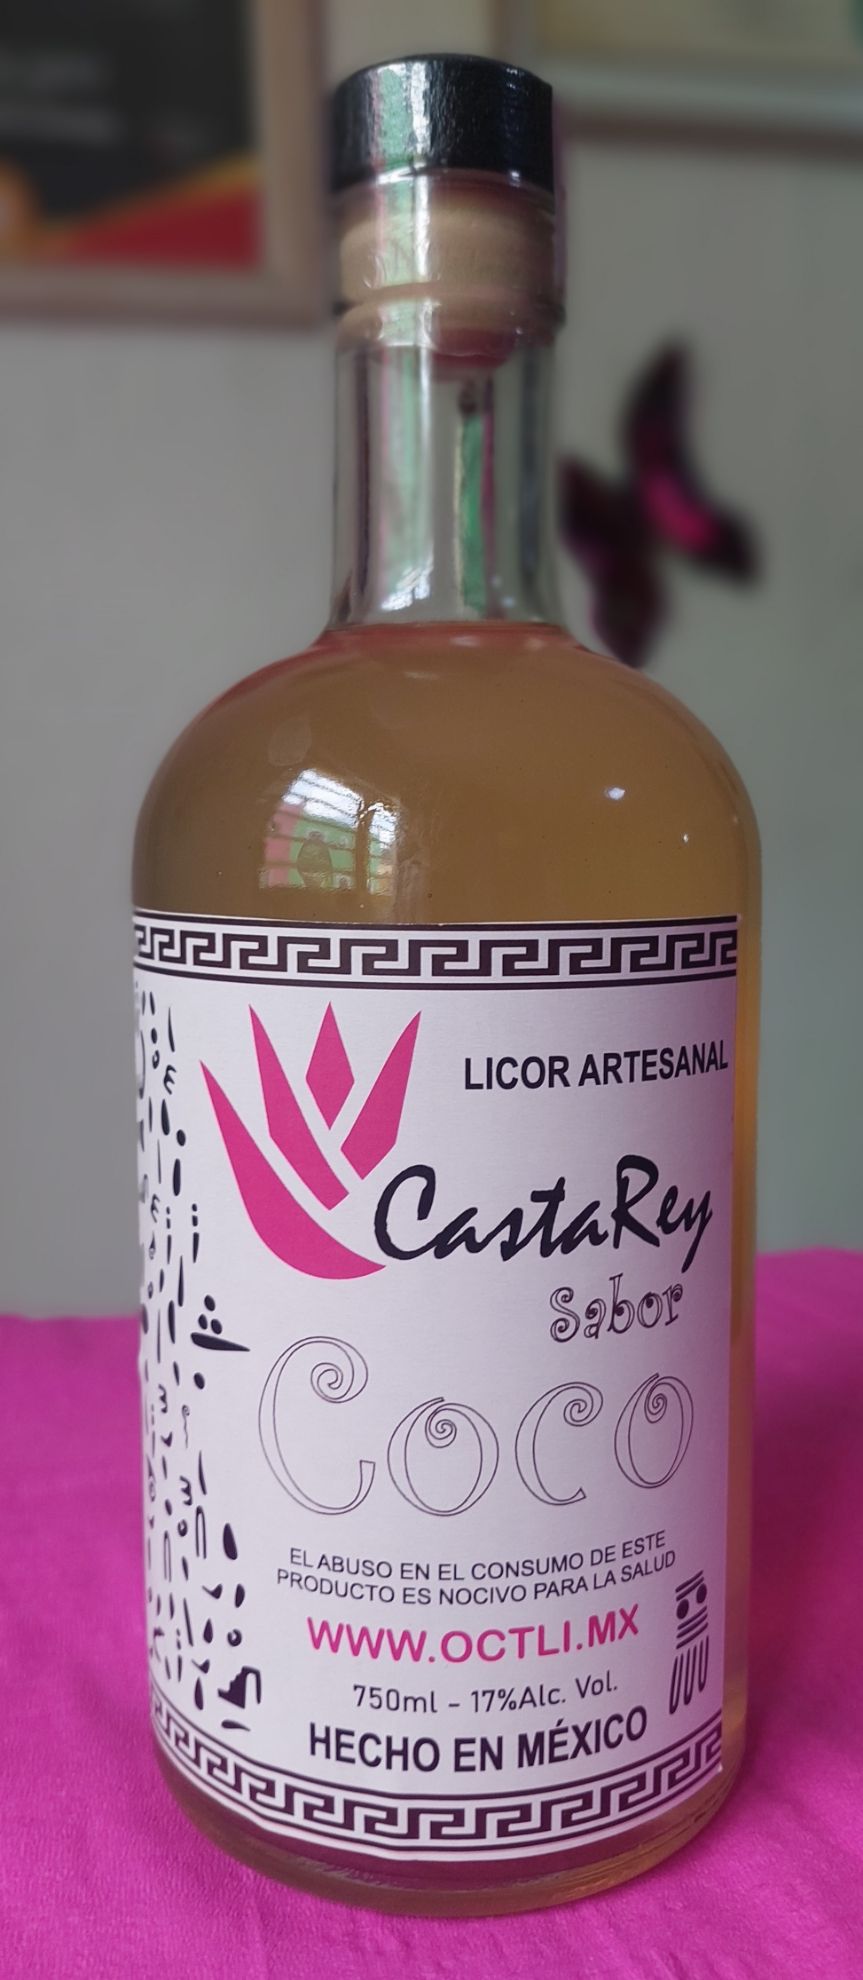 LICOR ARTESANAL
CastaRey
Sabor
Coco
EL ABUSO EN EL CONSUMO DE ESTE
PRODUCTO ES NOCIVO PARA LA SALUD
WWW.OCTLI.MX
750ml - 17%Alc. Vol.
HECHO EN MÉXICO